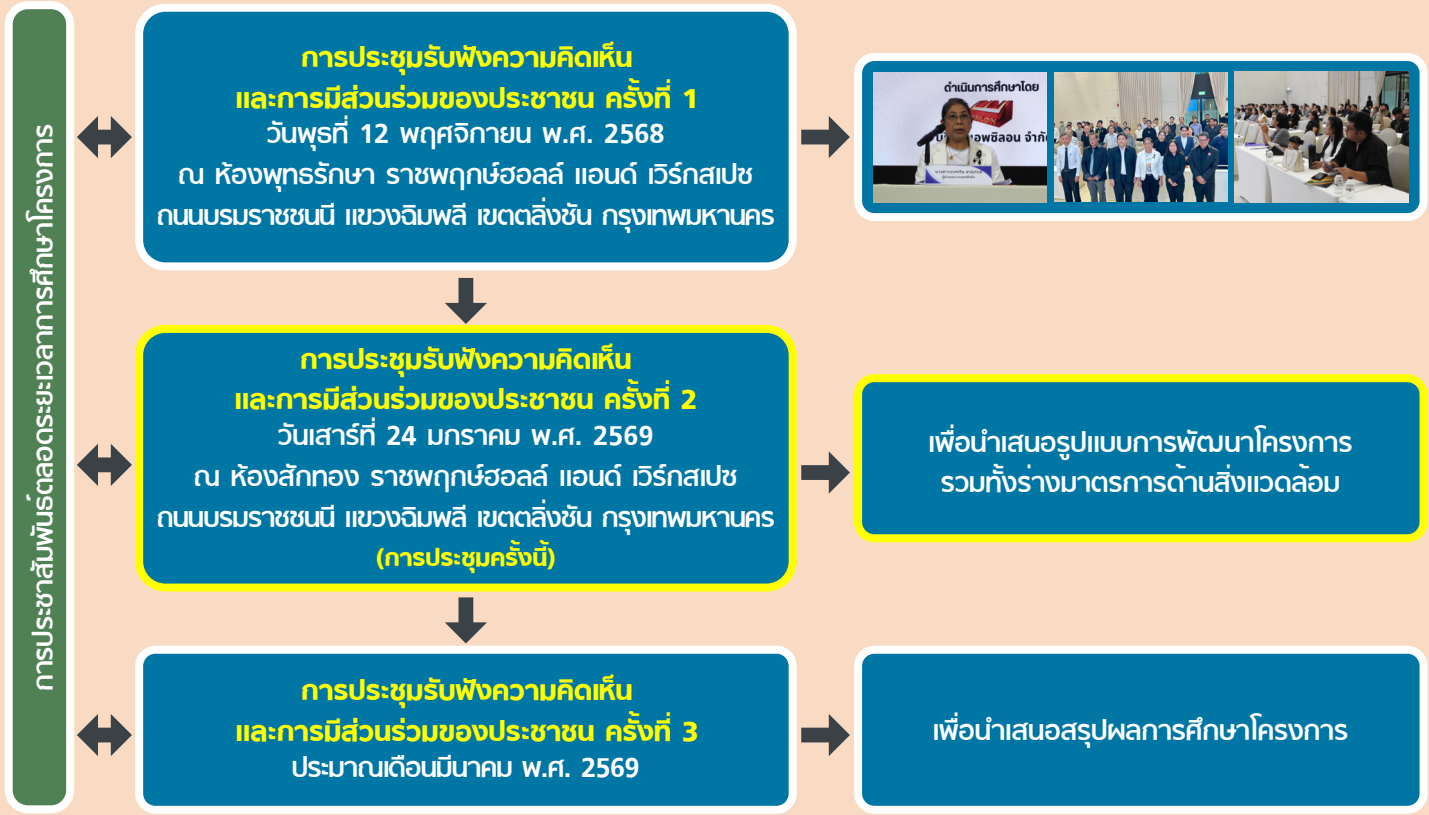 การประชาสัมพันธ์ตลอดระยะเวลาการศึกษาโครงการ
การประชุมรับฟังความคิดเห็น
และการมีส่วนร่วมของประชาชน ครั้งที่ 1
วันพุธที่ 12 พฤศจิกายน พ.ศ. 2568
ณ ห้องพุทธรักษา ราชพฤกษ์ฮอลล์ แอนด์ เวิร์กสเปซ
ถนนบรมราชชนนี แขวงฉิมพลี เขตตลิ่งชัน กรุงเทพมหานคร
ดำเนินการศึกษาโดย
การประชุมรับฟังความคิดเห็น
และการมีส่วนร่วมของประชาชน ครั้งที่ 2
วันเสาร์ที่ 24 มกราคม พ.ศ. 2569
ณ ห้องสักทอง ราชพฤกษ์ฮอลล์ แอนด์ เวิร์กสเปซ
ถนนบรมราชชนนี แขวงฉิมพลี เขตตลิ่งชัน กรุงเทพมหานคร
(การประชุมครั้งนี้)
เพื่อนำเสนอรูปแบบการพัฒนาโครงการ
รวมทั้งร่างมาตรการด้านสิ่งแวดล้อม
การประชุมรับฟังความคิดเห็น
และการมีส่วนร่วมของประชาชน ครั้งที่ 3
ประมาณเดือนมีนาคม พ.ศ. 2569
เพื่อนำเสนอสรุปผลการศึกษาโครงการ